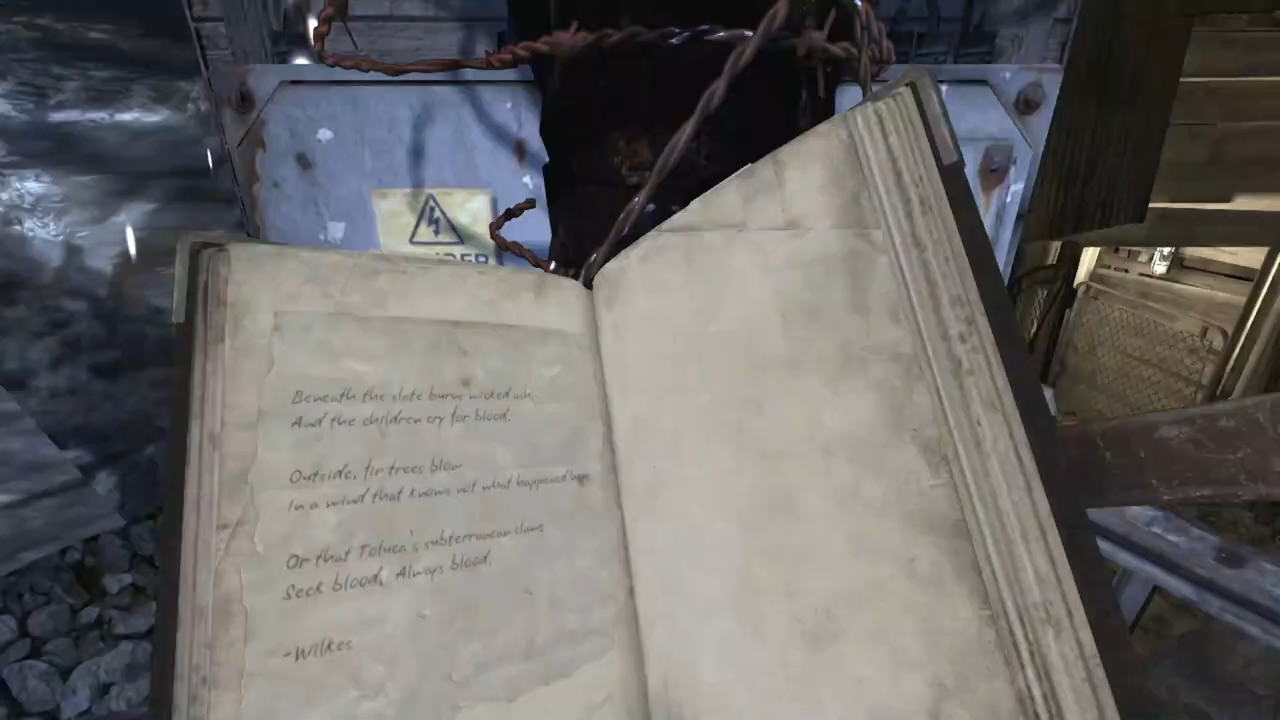 DANGER
Beneath the slate burns wicked ash,
And the children cry for blood.
Outside, fir trees blow
In a wind that knows not what happened here
Or that Toluca's subterranean claws
Seek blood, Always blood.
-Wilkes